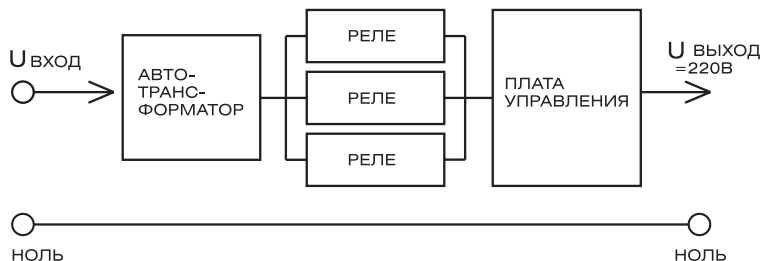 U ВХОД
АВТО-
ТРАНС-
ФОРМАТОР
РЕЛЕ
РЕЛЕ
РЕЛЕ
ПЛАТА
УПРАВЛЕНИЯ
U ВЫХОД
=220В
НОЛЬ
НОЛЬ